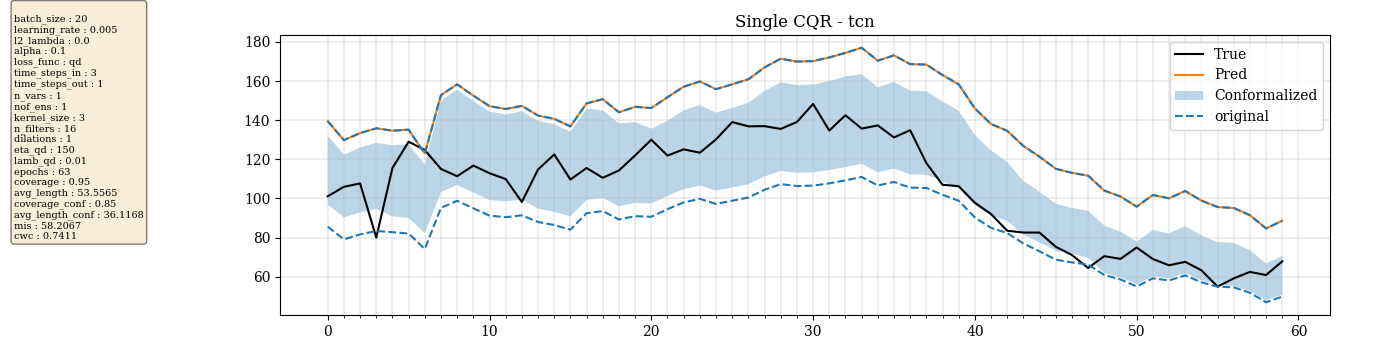 batch_size : 20
learning_rate : 0.005
l2_lambda : 0.0
alpha : 0.1
loss_func : qd
time_steps_in : 3
time_steps_out : 1
n_vars : 1
nof_ens : 1
kernel_size : 3
n_filters : 16
dilations : 1
eta_qd : 150
lamb_qd : 0.01
epochs : 63
coverage : 0.95
avg_length : 53.5565
coverage_conf : 0.85
avg_length_conf : 36.1168
mis : 58.2067
cwc : 0.7411
Single CQR - tcn
180
160
140
120
100
80
60
0 10 20 30 40 50 60
True
Pred
Conformalized
original